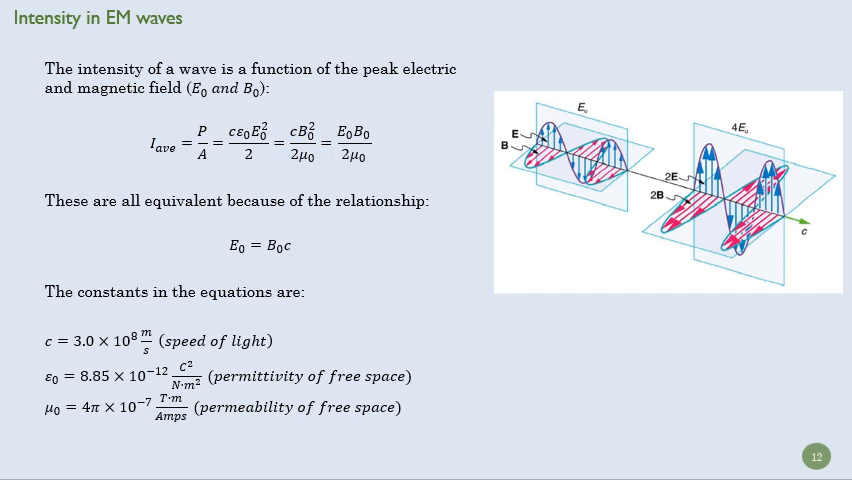 Intensity in EM waves
The intensity of a wave is a function of the peak electric
and magnetic field (E₀ and B₀):
I_ave = P/A = cε₀E₀²/2 = cB₀²/2μ₀ = E₀B₀/2μ₀
These are all equivalent because of the relationship:
E₀ = B₀c
The constants in the equations are:
c = 3.0 × 10⁸ m/s (speed of light)
ε₀ = 8.85 × 10⁻¹² C²/N·m² (permittivity of free space)
μ₀ = 4π × 10⁻⁷ T·m/Amps (permeability of free space)
Eᵤ
E
B
4Eᵤ
2E
2B
c
12